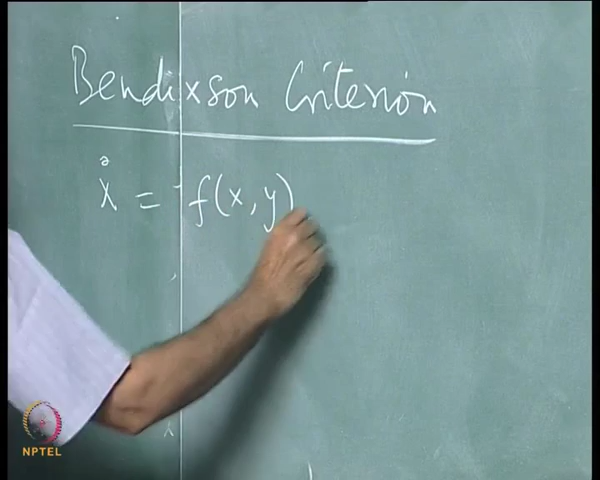 Bendixson Criterion
ẋ = f(x, y)
NPTEL